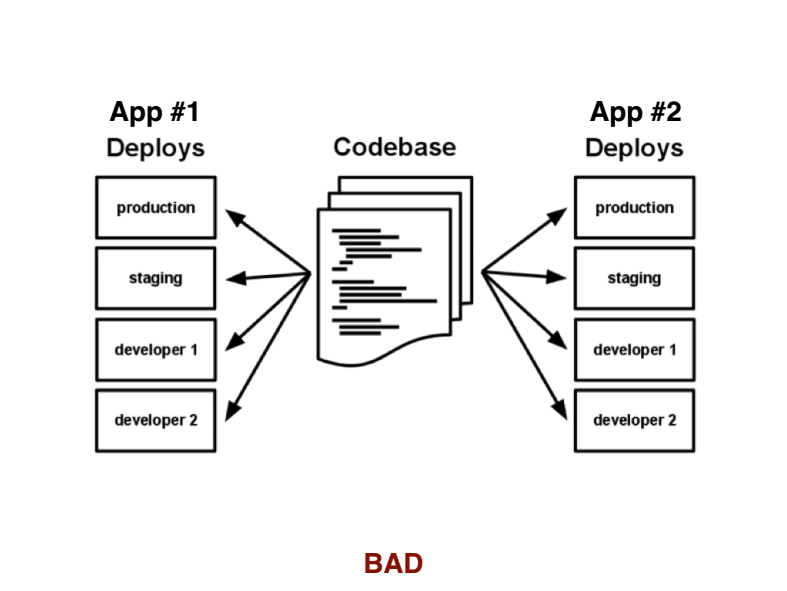 App #1
Deploys
production
staging
developer 1
developer 2
Codebase
App #2
Deploys
production
staging
developer 1
developer 2
BAD